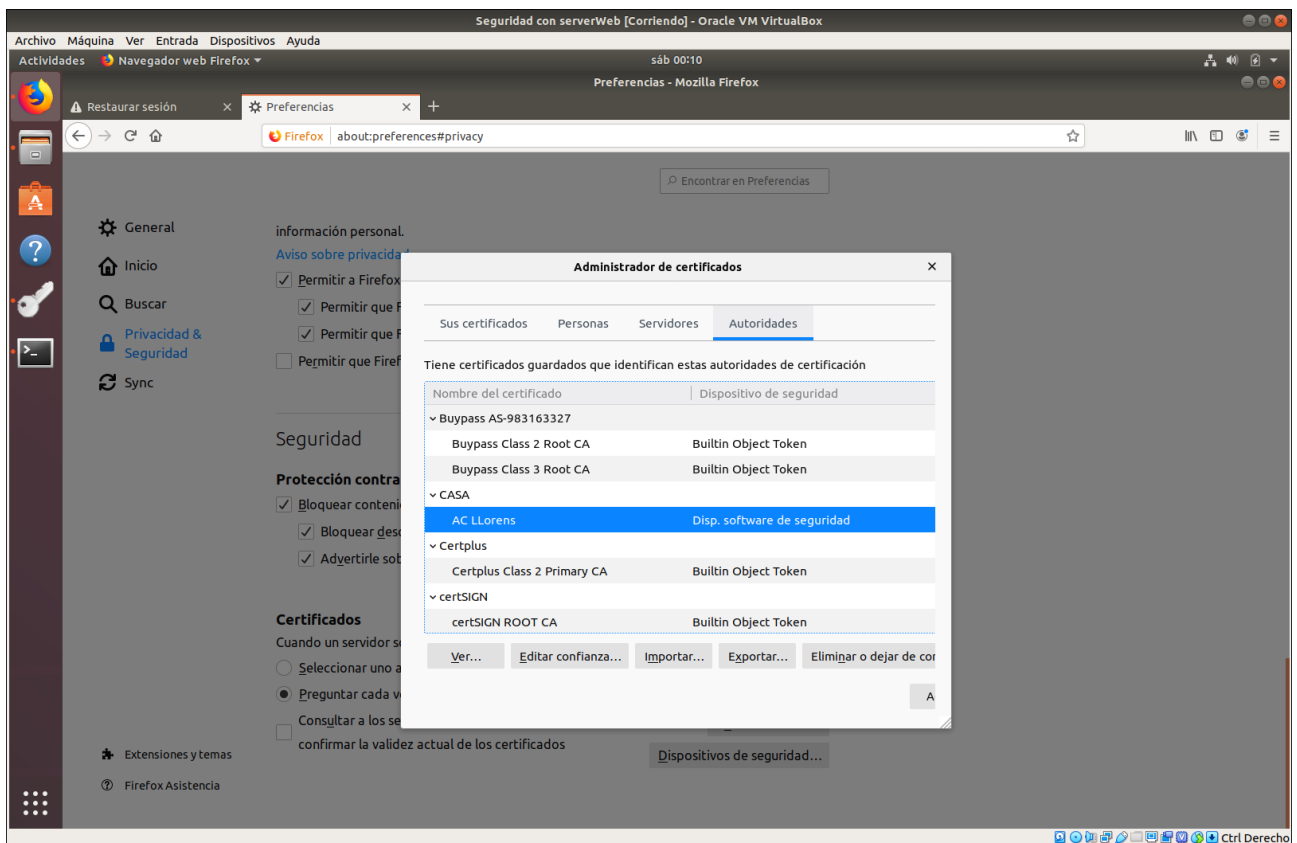 Seguridad con serverWeb [Corriendo] - Oracle VM VirtualBox
Archivo Máquina Ver Entrada Dispositivos Ayuda
Actividades Navegador web Firefox sáb 00:10
Preferencias - Mozilla Firefox
Restaurar sesión Preferencias
Firefox about:preferences#privacy
Encontrar en Preferencias
General
Inicio
Buscar
Privacidad &
Seguridad
Sync
Extensiones y temas
Firefox Asistencia
información personal.
Aviso sobre privacidad
Permitir a Firefox
Permitir que F
Permitir que F
Permitir que Firef
Seguridad
Protección contra
Bloquear conteni
Bloquear desc
Advertirle sob
Certificados
Cuando un servidor so
Seleccionar uno a
Preguntar cada v
Consultar a los se
confirmar la validez actual de los certificados
Dispositivos de seguridad...
Administrador de certificados
Sus certificados Personas Servidores Autoridades
Tiene certificados guardados que identifican estas autoridades de certificación
Nombre del certificado Dispositivo de seguridad
Buypass AS-983163327
Buypass Class 2 Root CA Builtin Object Token
Buypass Class 3 Root CA Builtin Object Token
CASA
AC LLorens Disp. software de seguridad
Certplus
Certplus Class 2 Primary CA Builtin Object Token
certSIGN
certSIGN ROOT CA Builtin Object Token
Ver... Editar confianza... Importar... Exportar... Eliminar o dejar de con
A
Ctrl Derecho